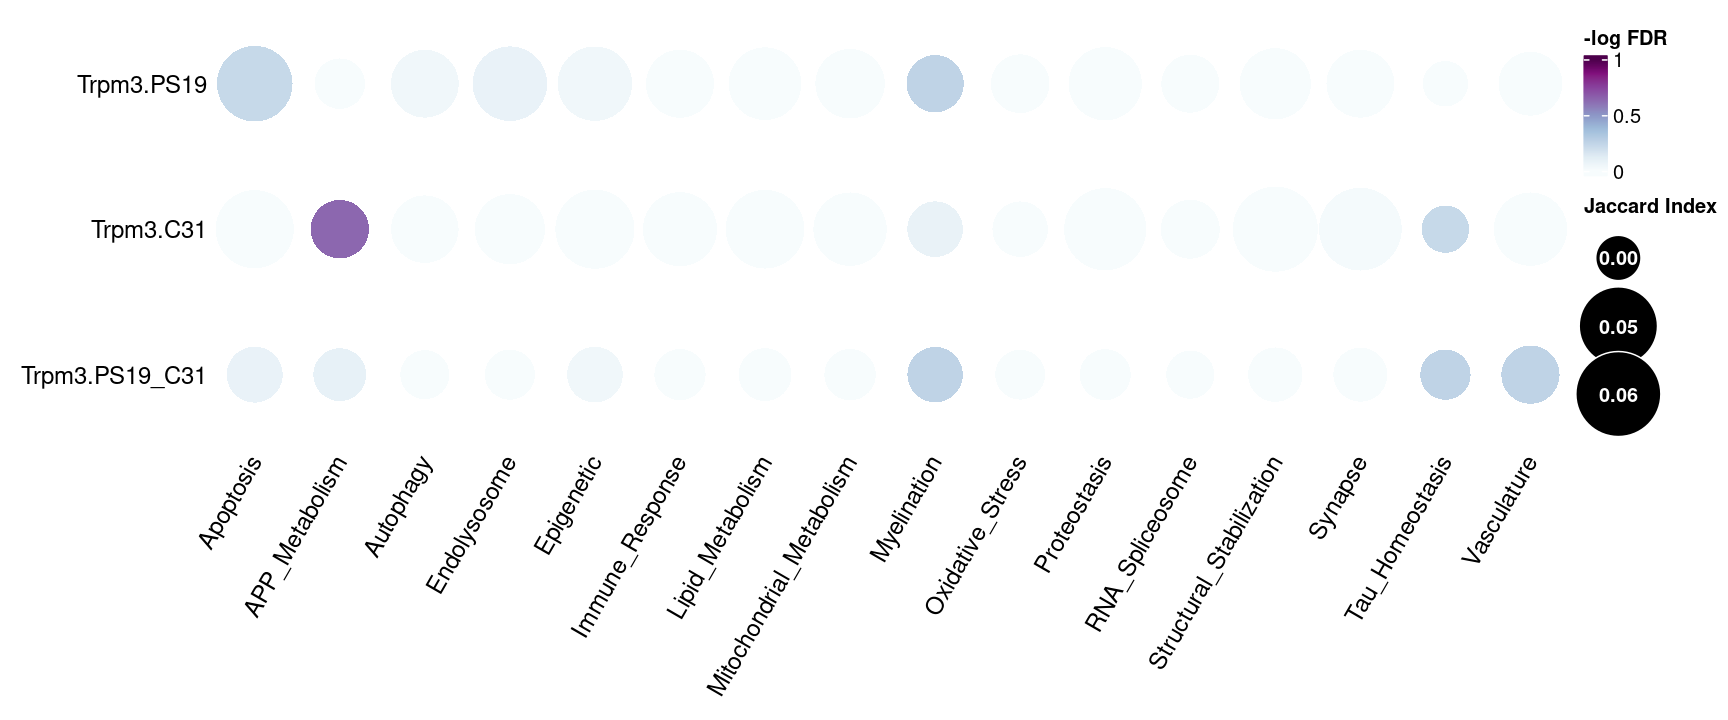 -log FDR
1
0.5
0
Jaccard Index
0.00
0.05
0.06
Trpm3.PS19
Trpm3.C31
Trpm3.PS19_C31
Apoptosis
APP_Metabolism
Autophagy
Endolysosome
Epigenetic
Immune_Response
Lipid_Metabolism
Mitochondrial_Metabolism
Myelination
Oxidative_Stress
Proteostasis
RNA_Spliceosome
Structural_Stabilization
Synapse
Tau_Homeostasis
Vasculature